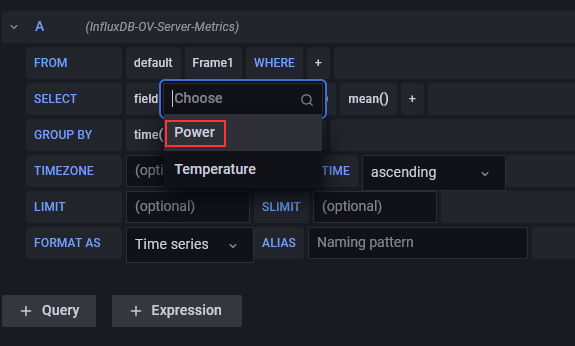 A (InfluxDB-OV-Server-Metrics)
FROM default Frame1 WHERE +
SELECT field Choose mean() +
GROUP BY time( Power
TIMEZONE (opti Temperature TIME ascending
LIMIT (optional) SLIMIT (optional)
FORMAT AS Time series ALIAS Naming pattern
+ Query + Expression